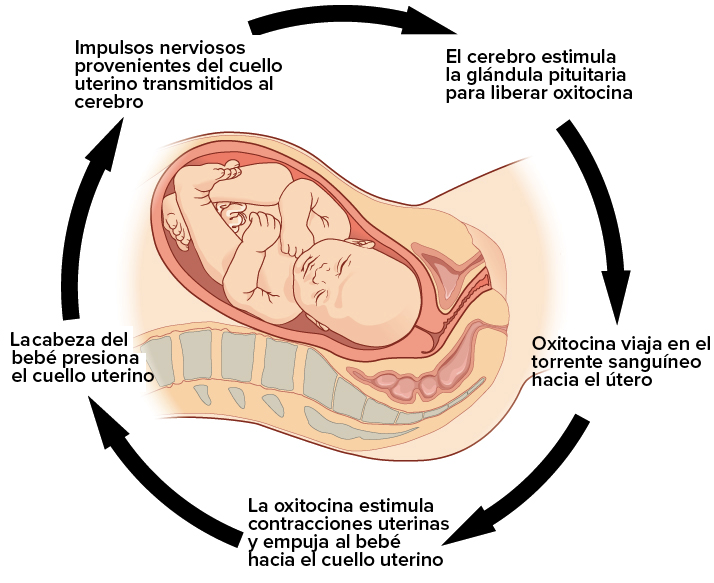 Impulsos nerviosos
provenientes del cuello
uterino transmitidos al
cerebro
El cerebro estimula
la glándula pituitaria
para liberar oxitocina
Oxitocina viaja en el
torrente sanguíneo
hacia el útero
La oxitocina estimula
contracciones uterinas
y empuja al bebé
hacia el cuello uterino
Lacabeza del
bebé presiona
el cuello uterino